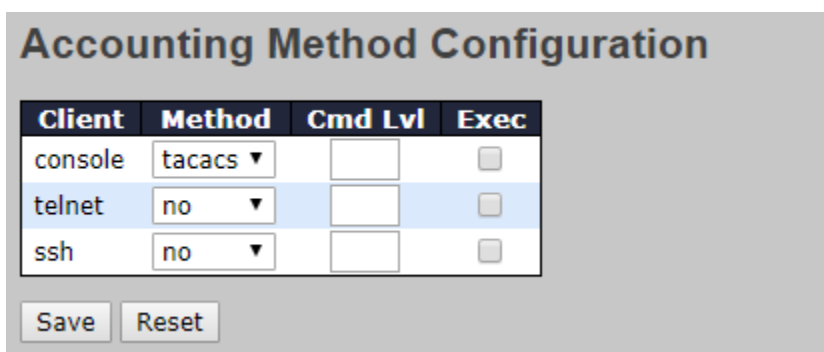 Accounting Method Configuration
Client Method Cmd Lvl Exec
console tacacs
telnet no
ssh no
Save Reset